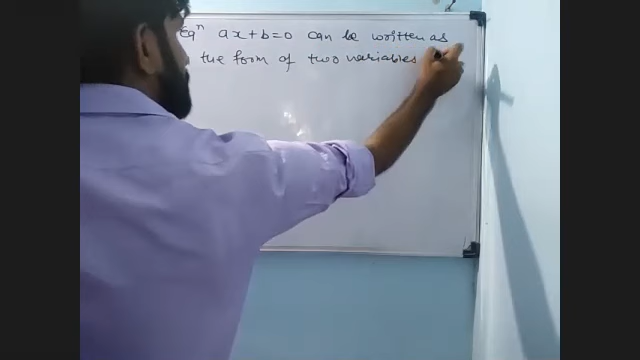 Eqⁿ ax+b=0 can be written as
the form of two variables